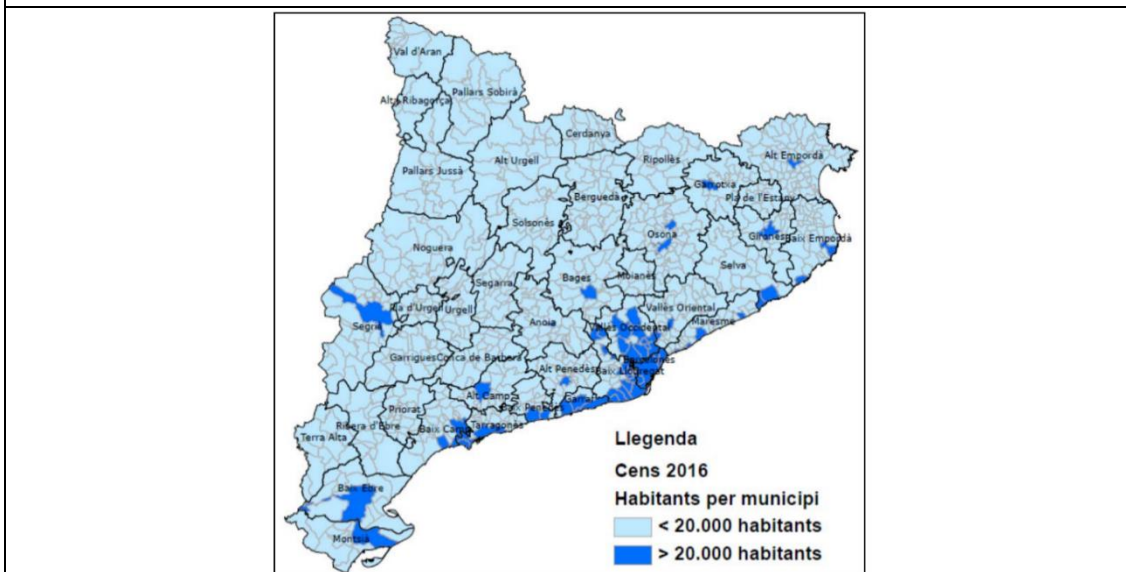 Val d'Aran
Pallars Sobirà
Alta Ribagorça
Cerdanya
Alt Urgell
Ripollès
Alt Empordà
Pallars Jussà
Garrotxa
Berguedà
Pla de l'Estany
Solsonès
Osona
Gironès
Baix Empordà
Noguera
Selva
Bages
Moianès
Segarra
Vallès Oriental
Pla d'Urgell
Urgell
Segrià
Anoia
Vallès Occidental
Maresme
Garrigues
Conca de Barberà
Barcelonès
Alt Penedès
Baix Llobregat
Alt Camp
Garraf
Baix Penedès
Priorat
Ribera d'Ebre
Baix Camp
Tarragonès
Terra Alta
Baix Ebre
Montsià
Llegenda
Cens 2016
Habitants per municipi
< 20.000 habitants
> 20.000 habitants